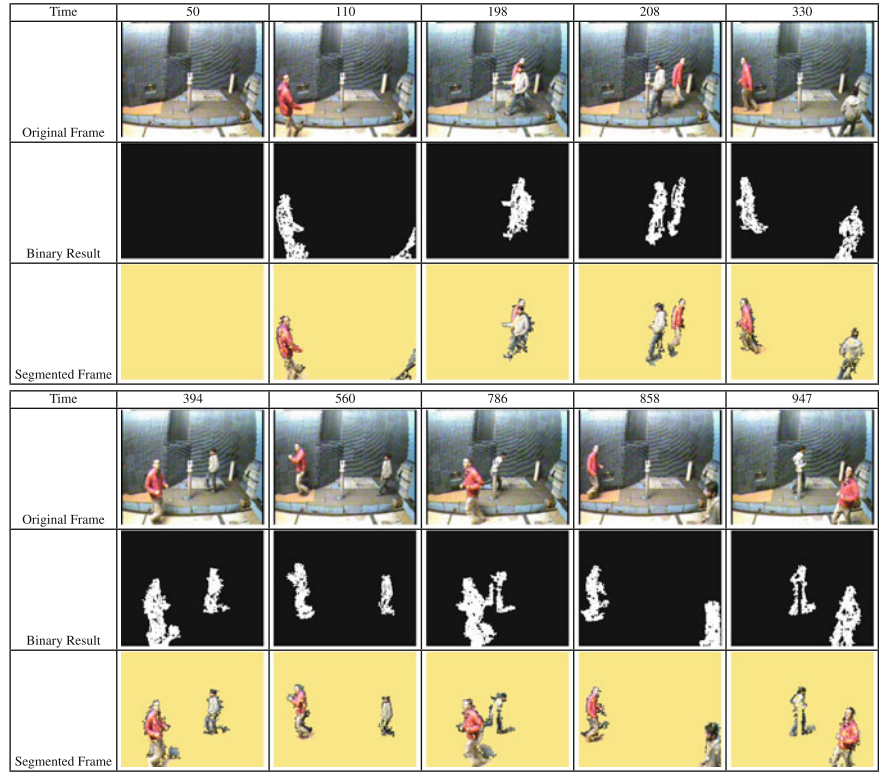 Time 50 110 198 208 330
Original Frame
Binary Result
Segmented Frame
Time 394 560 786 858 947
Original Frame
Binary Result
Segmented Frame